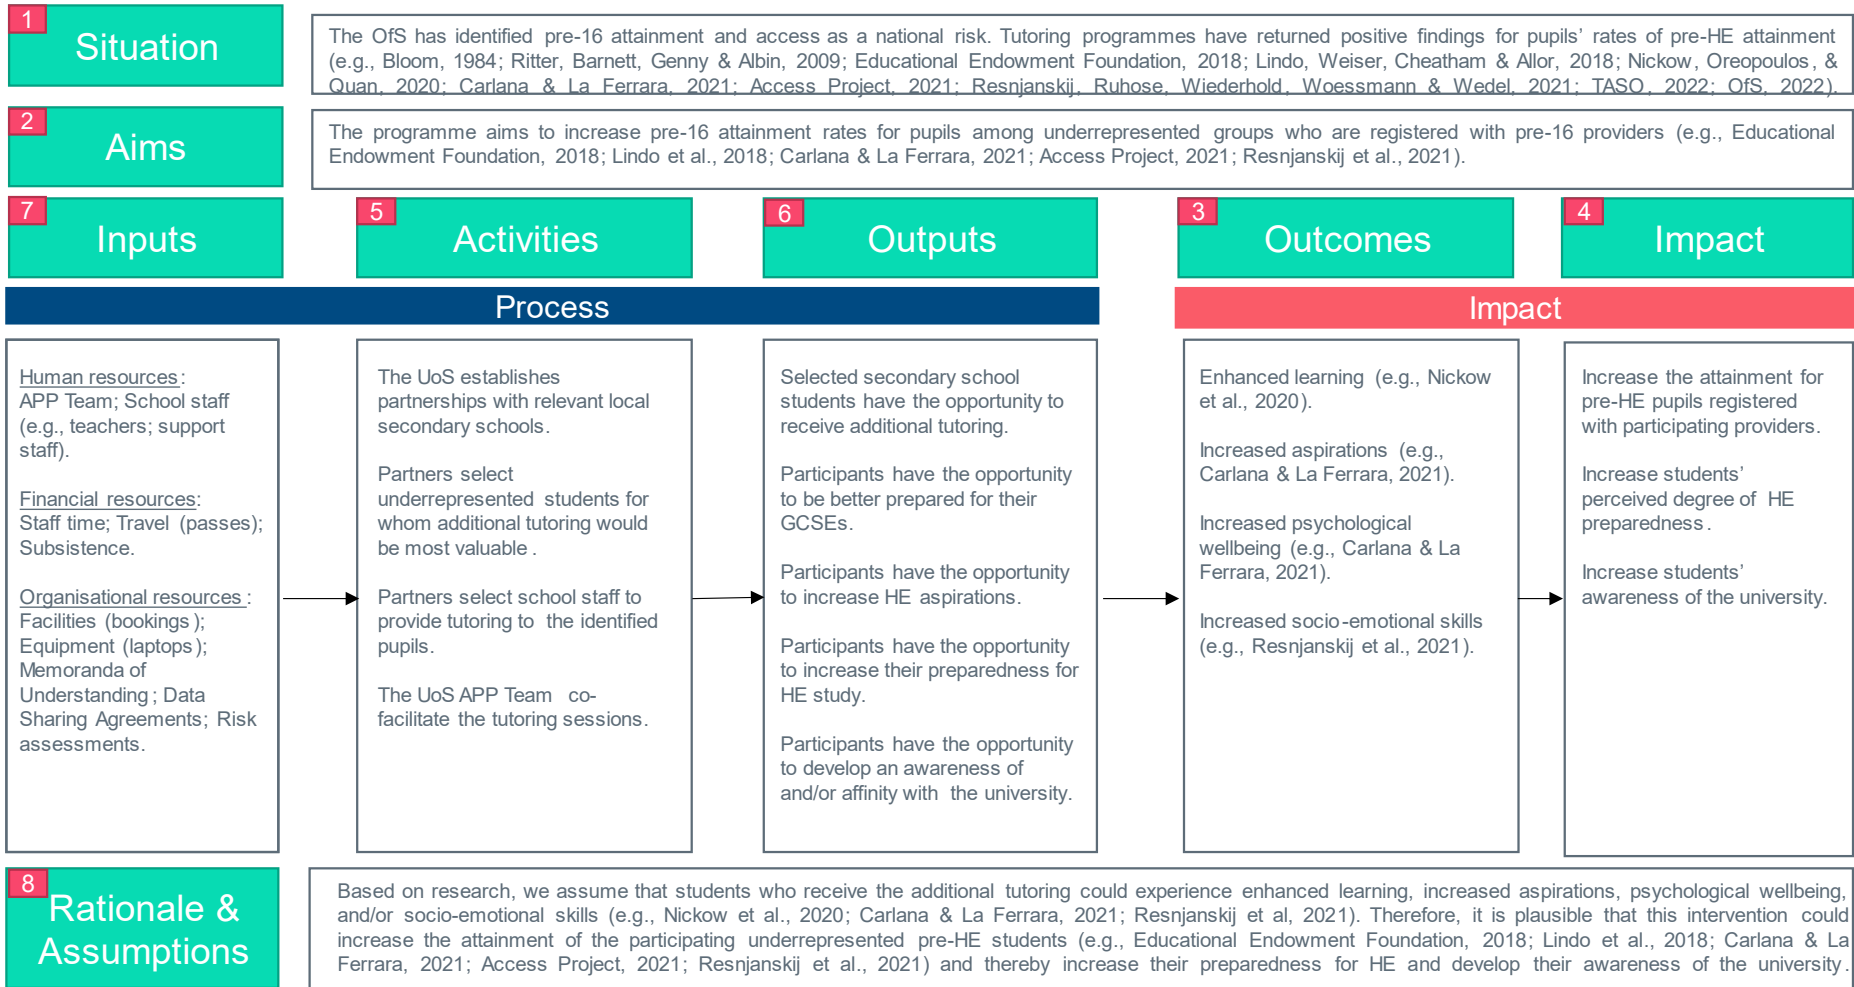 1
Situation
The OfS has identified pre-16 attainment and access as a national risk. Tutoring programmes have returned positive findings for pupils' rates of pre-HE attainment
(e.g., Bloom, 1984; Ritter, Barnett, Genny & Albin, 2009; Educational Endowment Foundation, 2018; Lindo, Weiser, Cheatham & Allor, 2018; Nickow, Oreopoulos, &
Quan, 2020; Carlana & La Ferrara, 2021; Access Project, 2021; Resnjanskij, Ruhose, Wiederhold, Woessmann & Wedel, 2021; TASO, 2022; OfS, 2022).
2
Aims
The programme aims to increase pre-16 attainment rates for pupils among underrepresented groups who are registered with pre-16 providers (e.g., Educational
Endowment Foundation, 2018; Lindo et al., 2018; Carlana & La Ferrara, 2021; Access Project, 2021; Resnjanskij et al., 2021).
7
Inputs
5
Activities
6
Outputs
3
Outcomes
4
Impact
Process
Impact
Human resources:
APP Team; School staff
(e.g., teachers; support
staff).
Financial resources:
Staff time; Travel (passes);
Subsistence.
Organisational resources:
Facilities (bookings);
Equipment (laptops);
Memoranda of
Understanding; Data
Sharing Agreements; Risk
assessments.
The UoS establishes
partnerships with relevant local
secondary schools.
Partners select
underrepresented students for
whom additional tutoring would
be most valuable.
Partners select school staff to
provide tutoring to the identified
pupils.
The UoS APP Team co-
facilitate the tutoring sessions.
Selected secondary school
students have the opportunity to
receive additional tutoring.
Participants have the opportunity
to be better prepared for their
GCSEs.
Participants have the opportunity
to increase HE aspirations.
Participants have the opportunity
to increase their preparedness for
HE study.
Participants have the opportunity
to develop an awareness of
and/or affinity with the university.
Enhanced learning (e.g., Nickow
et al., 2020).
Increased aspirations (e.g.,
Carlana & La Ferrara, 2021).
Increased psychological
wellbeing (e.g., Carlana & La
Ferrara, 2021).
Increased socio-emotional skills
(e.g., Resnjanskij et al., 2021).
Increase the attainment for
pre-HE pupils registered
with participating providers.
Increase students'
perceived degree of HE
preparedness.
Increase students'
awareness of the university.
8
Rationale &
Assumptions
Based on research, we assume that students who receive the additional tutoring could experience enhanced learning, increased aspirations, psychological wellbeing,
and/or socio-emotional skills (e.g., Nickow et al., 2020; Carlana & La Ferrara, 2021; Resnjanskij et al, 2021). Therefore, it is plausible that this intervention could
increase the attainment of the participating underrepresented pre-HE students (e.g., Educational Endowment Foundation, 2018; Lindo et al., 2018; Carlana & La
Ferrara, 2021; Access Project, 2021; Resnjanskij et al., 2021) and thereby increase their preparedness for HE and develop their awareness of the university.